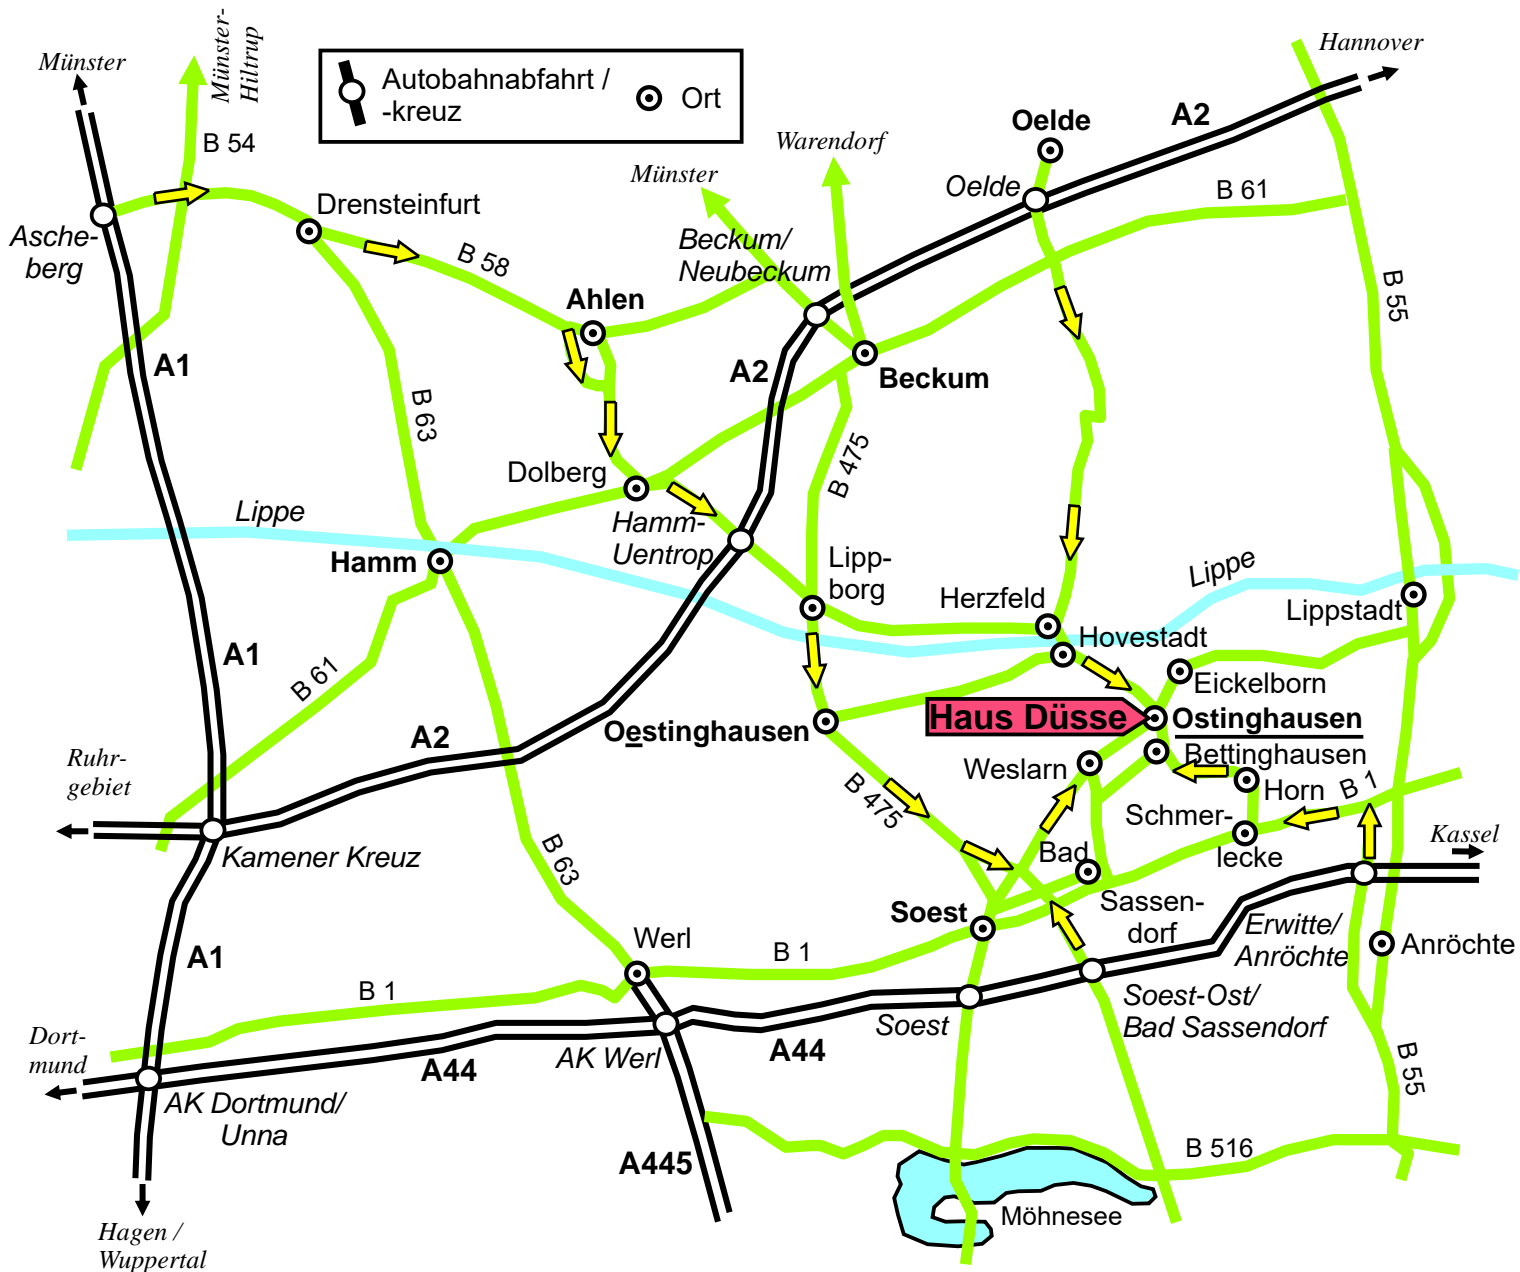 Hannover
Münster
Münster-
Hiltrup
Autobahnabfahrt /
-kreuz
Ort
A2
Oelde
B 54
Warendorf
Münster
Oelde
B 61
Drensteinfurt
Asche-
berg
Beckum/
Neubeckum
B 58
B 55
Ahlen
A1
A2
Beckum
B 63
B 475
Dolberg
Lippe
Hamm-
Uentrop
Hamm
Lipp-
borg
Lippe
Herzfeld
Lippstadt
Hovestadt
A1
B 61
Eickelborn
Haus Düsse
Ostinghausen
Oestinghausen
A2
Bettinghausen
Ruhr-
gebiet
Weslarn
Horn
B 1
B 475
Schmer-
lecke
Kassel
Kamener Kreuz
B 63
Bad
Sassen-
dorf
Soest
Erwitte/
Anröchte
Anröchte
Werl
B 1
A1
B 1
Soest-Ost/
Bad Sassendorf
Soest
Dort-
mund
AK Werl
A44
A44
B 55
AK Dortmund/
Unna
A445
B 516
Möhnesee
Hagen /
Wuppertal